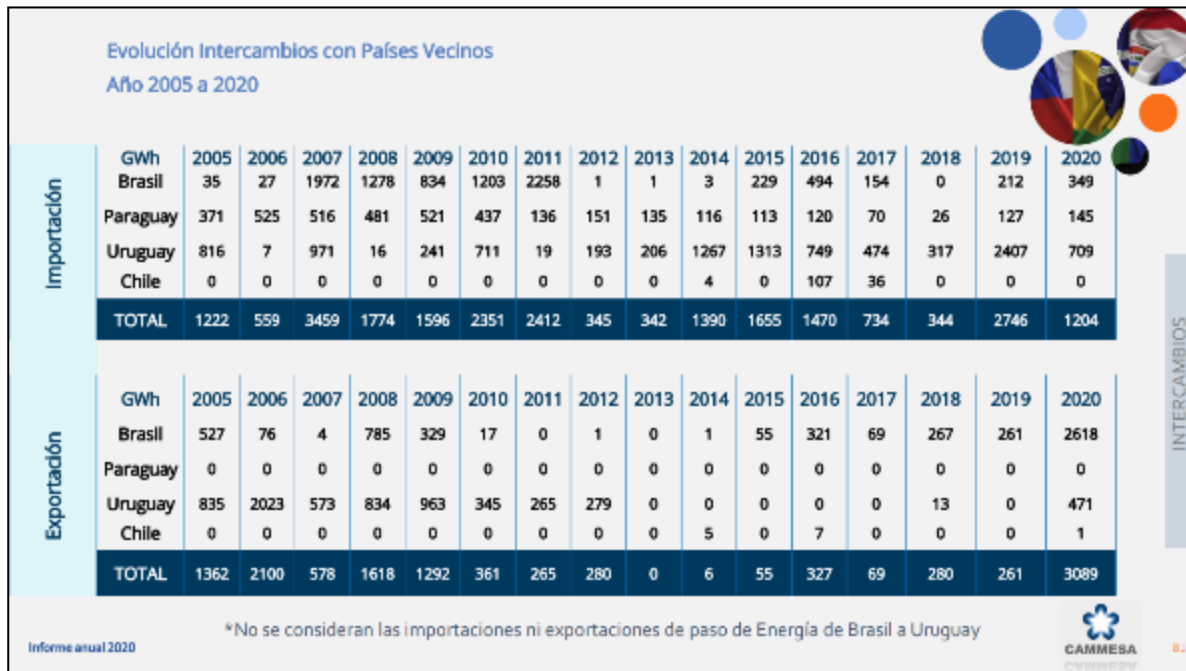 Evolución Intercambios con Países Vecinos
Año 2005 a 2020
Importación
GWh 2005 2006 2007 2008 2009 2010 2011 2012 2013 2014 2015 2016 2017 2018 2019 2020
Brasil 35 27 1972 1278 834 1203 2258 1 1 3 229 494 154 0 212 349
Paraguay 371 525 516 481 521 437 136 151 135 116 113 120 70 26 127 145
Uruguay 816 7 971 16 241 711 19 193 206 1267 1313 749 474 317 2407 709
Chile 0 0 0 0 0 0 0 0 0 4 0 107 36 0 0 0
TOTAL 1222 559 3459 1774 1596 2351 2412 345 342 1390 1655 1470 734 344 2746 1204
Exportación
GWh 2005 2006 2007 2008 2009 2010 2011 2012 2013 2014 2015 2016 2017 2018 2019 2020
Brasil 527 76 4 785 329 17 0 1 0 1 55 321 69 267 261 2618
Paraguay 0 0 0 0 0 0 0 0 0 0 0 0 0 0 0 0
Uruguay 835 2023 573 834 963 345 265 279 0 0 0 0 0 13 0 471
Chile 0 0 0 0 0 0 0 0 0 5 0 7 0 0 0 1
TOTAL 1362 2100 578 1618 1292 361 265 280 0 6 55 327 69 280 261 3089
INTERCAMBIOS
*No se consideran las importaciones ni exportaciones de paso de Energía de Brasil a Uruguay
Informe anual 2020
CAMMESA